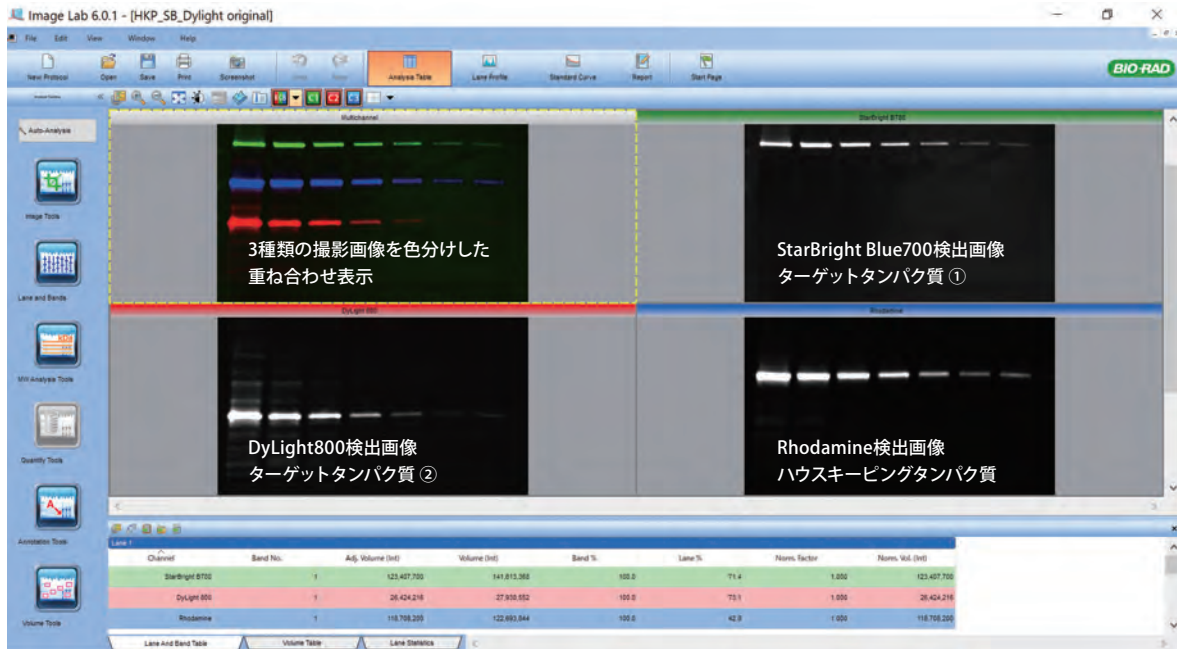 Image Lab 6.0.1 - [HKP_SB_Dylight original]
File Edit View Window Help
New Protocol Open Save Print Screenshot Analysis Table Lane Profile Standard Curve Report Start Page
BIO-RAD
C1 C2 C3
Auto-Analysis
Image Tools
Lane and Bands
MW Analysis Tools
Quantity Tools
Annotation Tools
Volume Tools
Multichannel
3種類の撮影画像を色分けした
重ね合わせ表示
StarBright B700
StarBright Blue700検出画像
ターゲットタンパク質 ①
DyLight 800
DyLight800検出画像
ターゲットタンパク質 ②
Rhodamine
Rhodamine検出画像
ハウスキーピングタンパク質
Lane 1
Channel Band No. Adj. Volume (Int) Volume (Int) Band % Lane % Norm. Factor Norm. Vol. (Int)
StarBright B700 1 123,407,700 100.0 71.4 1.000 123,407,700
DyLight 800 1 26,424,216 100.0 73.1 1.000 26,424,216
Rhodamine 1 118,708,200 122,693,844 100.0 42.9 1.000 118,708,200
Lane And Band Table Volume Table Lane Statistics